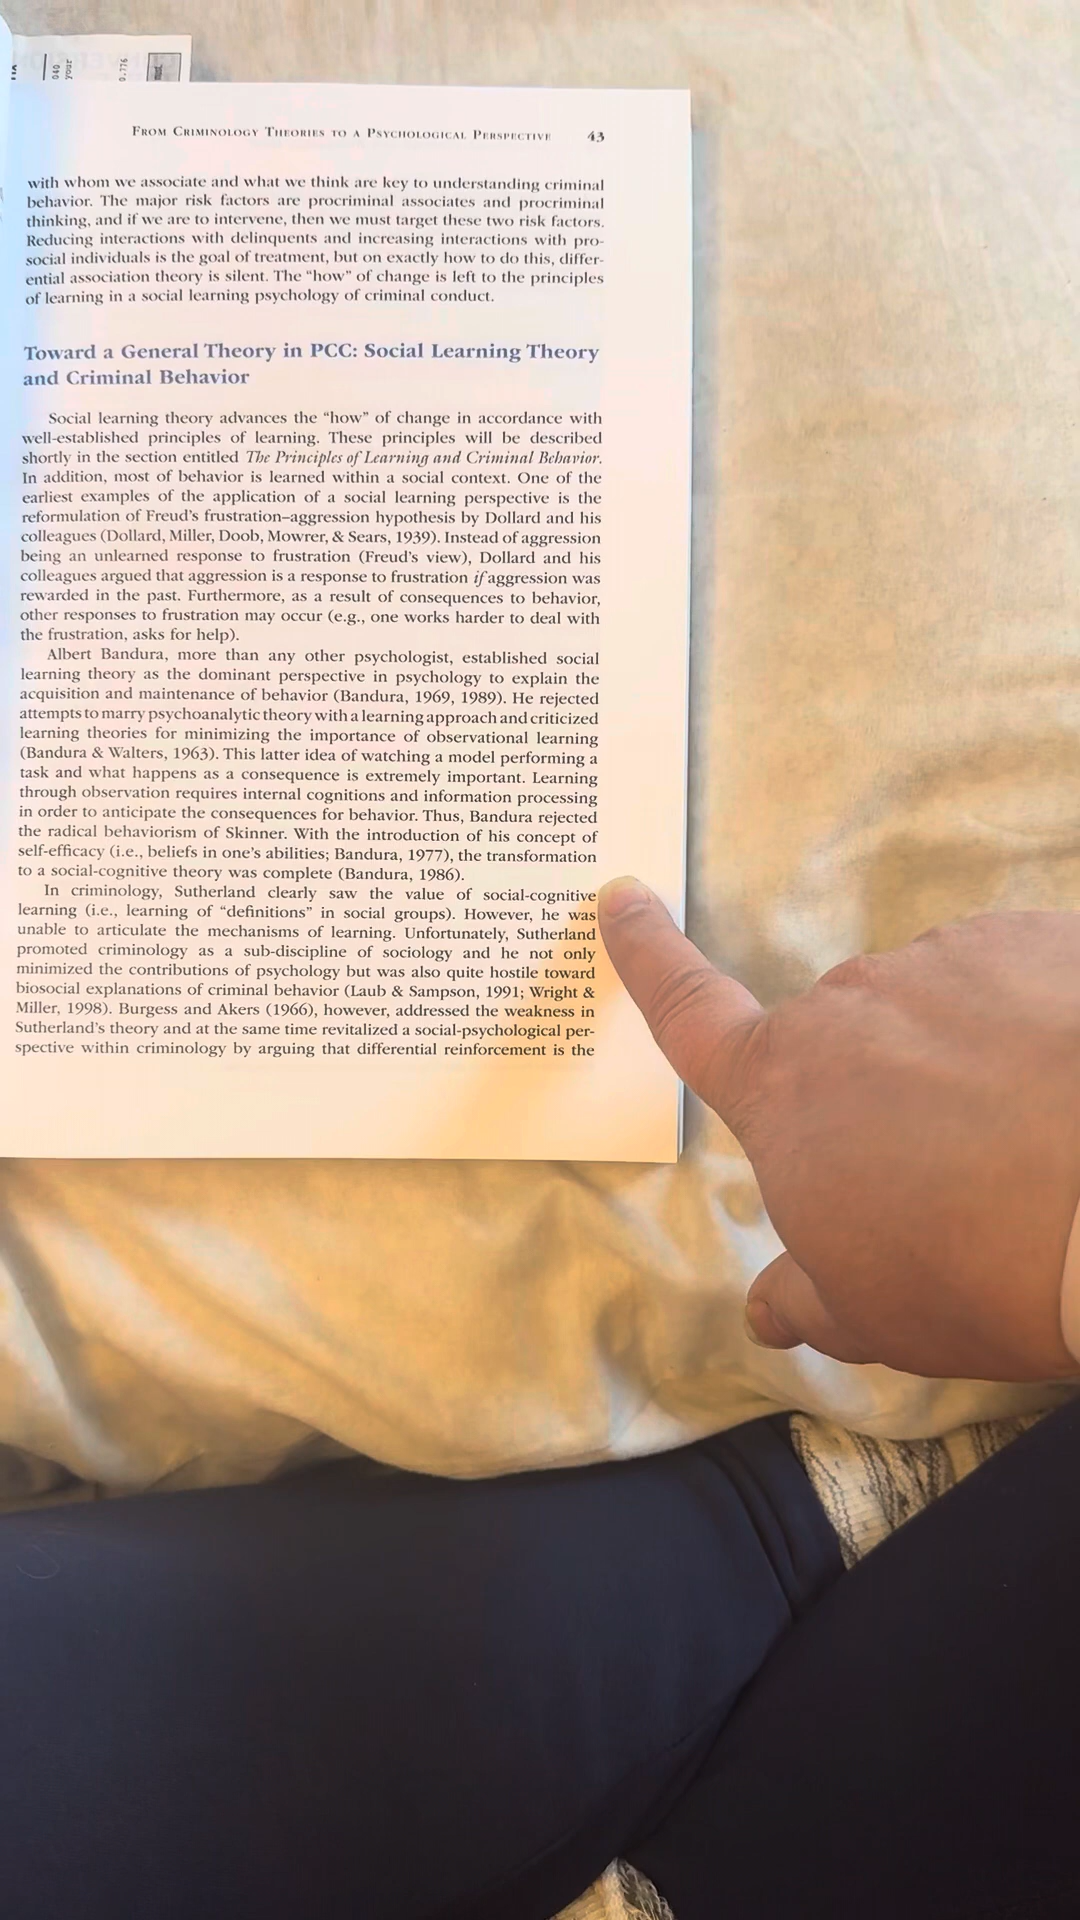 040
your
0.776
FROM CRIMINOLOGY THEORIES TO A PSYCHOLOGICAL PERSPECTIVE 43
with whom we associate and what we think are key to understanding criminal
behavior. The major risk factors are procriminal associates and procriminal
thinking, and if we are to intervene, then we must target these two risk factors.
Reducing interactions with delinquents and increasing interactions with pro-
social individuals is the goal of treatment, but on exactly how to do this, differ-
ential association theory is silent. The “how” of change is left to the principles
of learning in a social learning psychology of criminal conduct.
Toward a General Theory in PCC: Social Learning Theory
and Criminal Behavior
Social learning theory advances the “how” of change in accordance with
well-established principles of learning. These principles will be described
shortly in the section entitled The Principles of Learning and Criminal Behavior.
In addition, most of behavior is learned within a social context. One of the
earliest examples of the application of a social learning perspective is the
reformulation of Freud’s frustration–aggression hypothesis by Dollard and his
colleagues (Dollard, Miller, Doob, Mowrer, & Sears, 1939). Instead of aggression
being an unlearned response to frustration (Freud’s view), Dollard and his
colleagues argued that aggression is a response to frustration if aggression was
rewarded in the past. Furthermore, as a result of consequences to behavior,
other responses to frustration may occur (e.g., one works harder to deal with
the frustration, asks for help).
Albert Bandura, more than any other psychologist, established social
learning theory as the dominant perspective in psychology to explain the
acquisition and maintenance of behavior (Bandura, 1969, 1989). He rejected
attempts to marry psychoanalytic theory with a learning approach and criticized
learning theories for minimizing the importance of observational learning
(Bandura & Walters, 1963). This latter idea of watching a model performing a
task and what happens as a consequence is extremely important. Learning
through observation requires internal cognitions and information processing
in order to anticipate the consequences for behavior. Thus, Bandura rejected
the radical behaviorism of Skinner. With the introduction of his concept of
self-efficacy (i.e., beliefs in one’s abilities; Bandura, 1977), the transformation
to a social-cognitive theory was complete (Bandura, 1986).
In criminology, Sutherland clearly saw the value of social-cognitive
learning (i.e., learning of “definitions” in social groups). However, he was
unable to articulate the mechanisms of learning. Unfortunately, Sutherland
promoted criminology as a sub-discipline of sociology and he not only
minimized the contributions of psychology but was also quite hostile toward
biosocial explanations of criminal behavior (Laub & Sampson, 1991; Wright &
Miller, 1998). Burgess and Akers (1966), however, addressed the weakness in
Sutherland’s theory and at the same time revitalized a social-psychological per-
spective within criminology by arguing that differential reinforcement is the